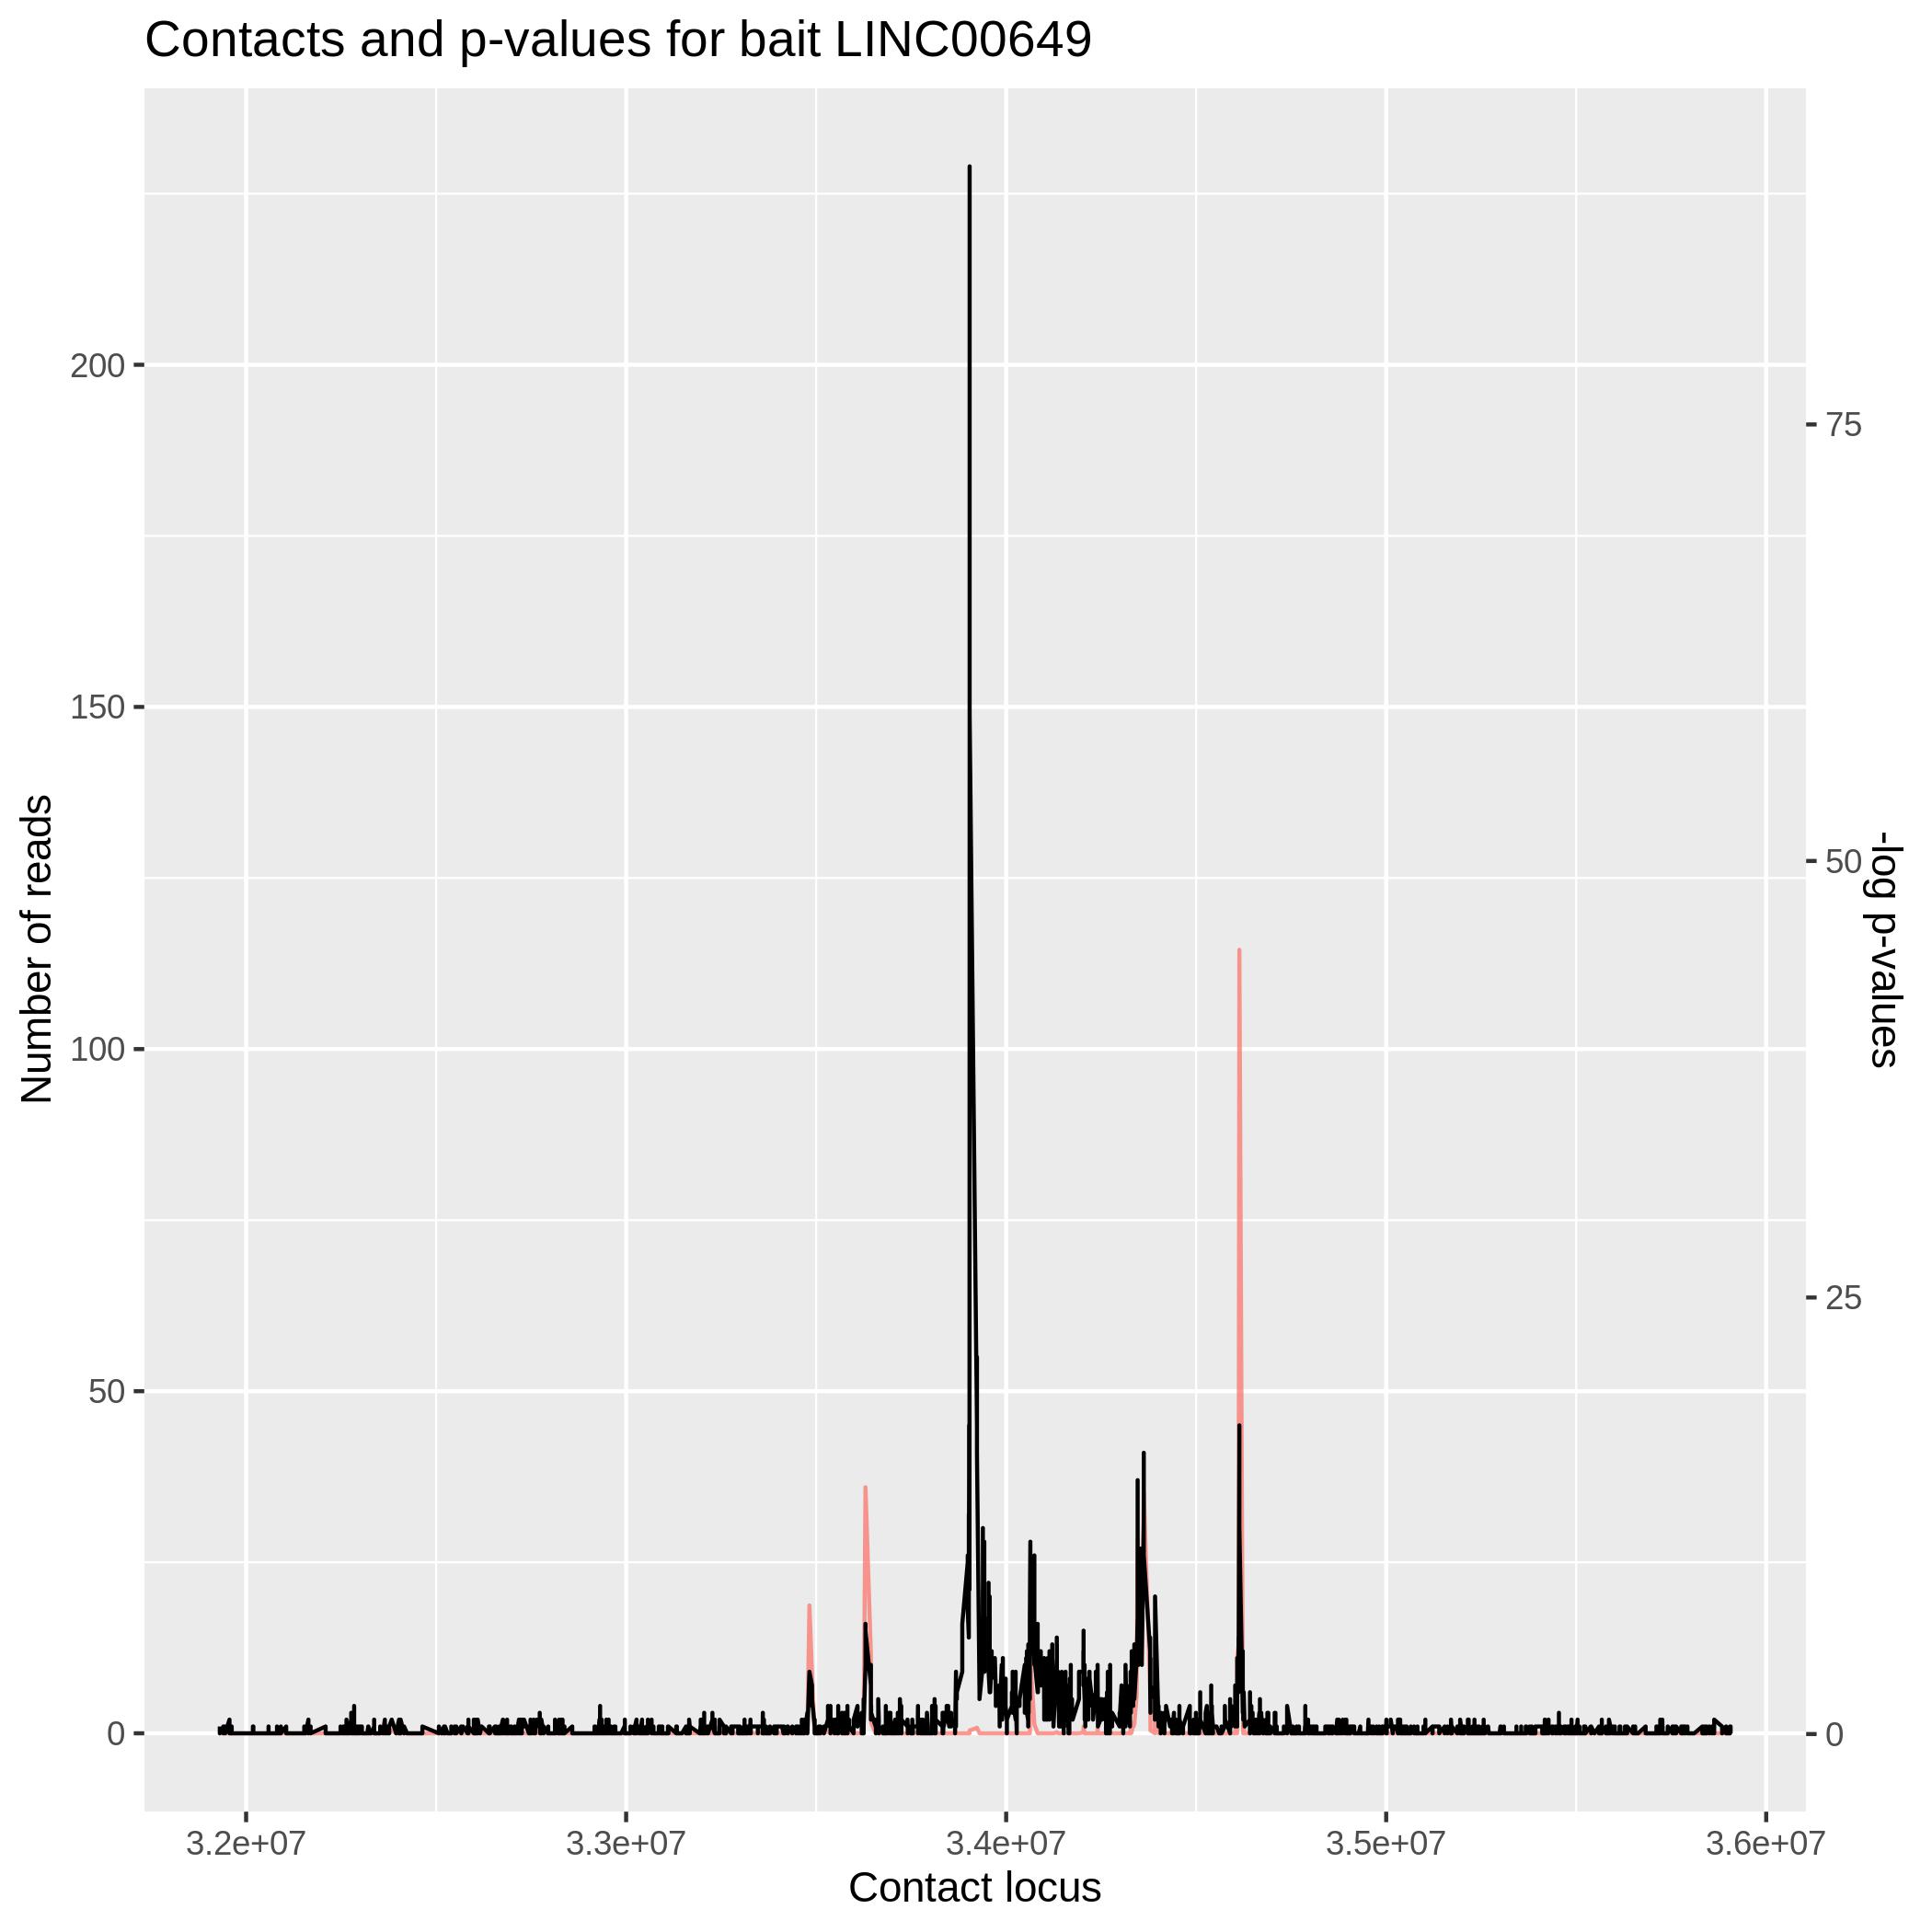 Contacts and p-values for bait LINC00649
Number of reads
200
150
100
50
0
75
50
25
0
-log p-values
3.2e+07
3.3e+07
3.4e+07
3.5e+07
3.6e+07
Contact locus